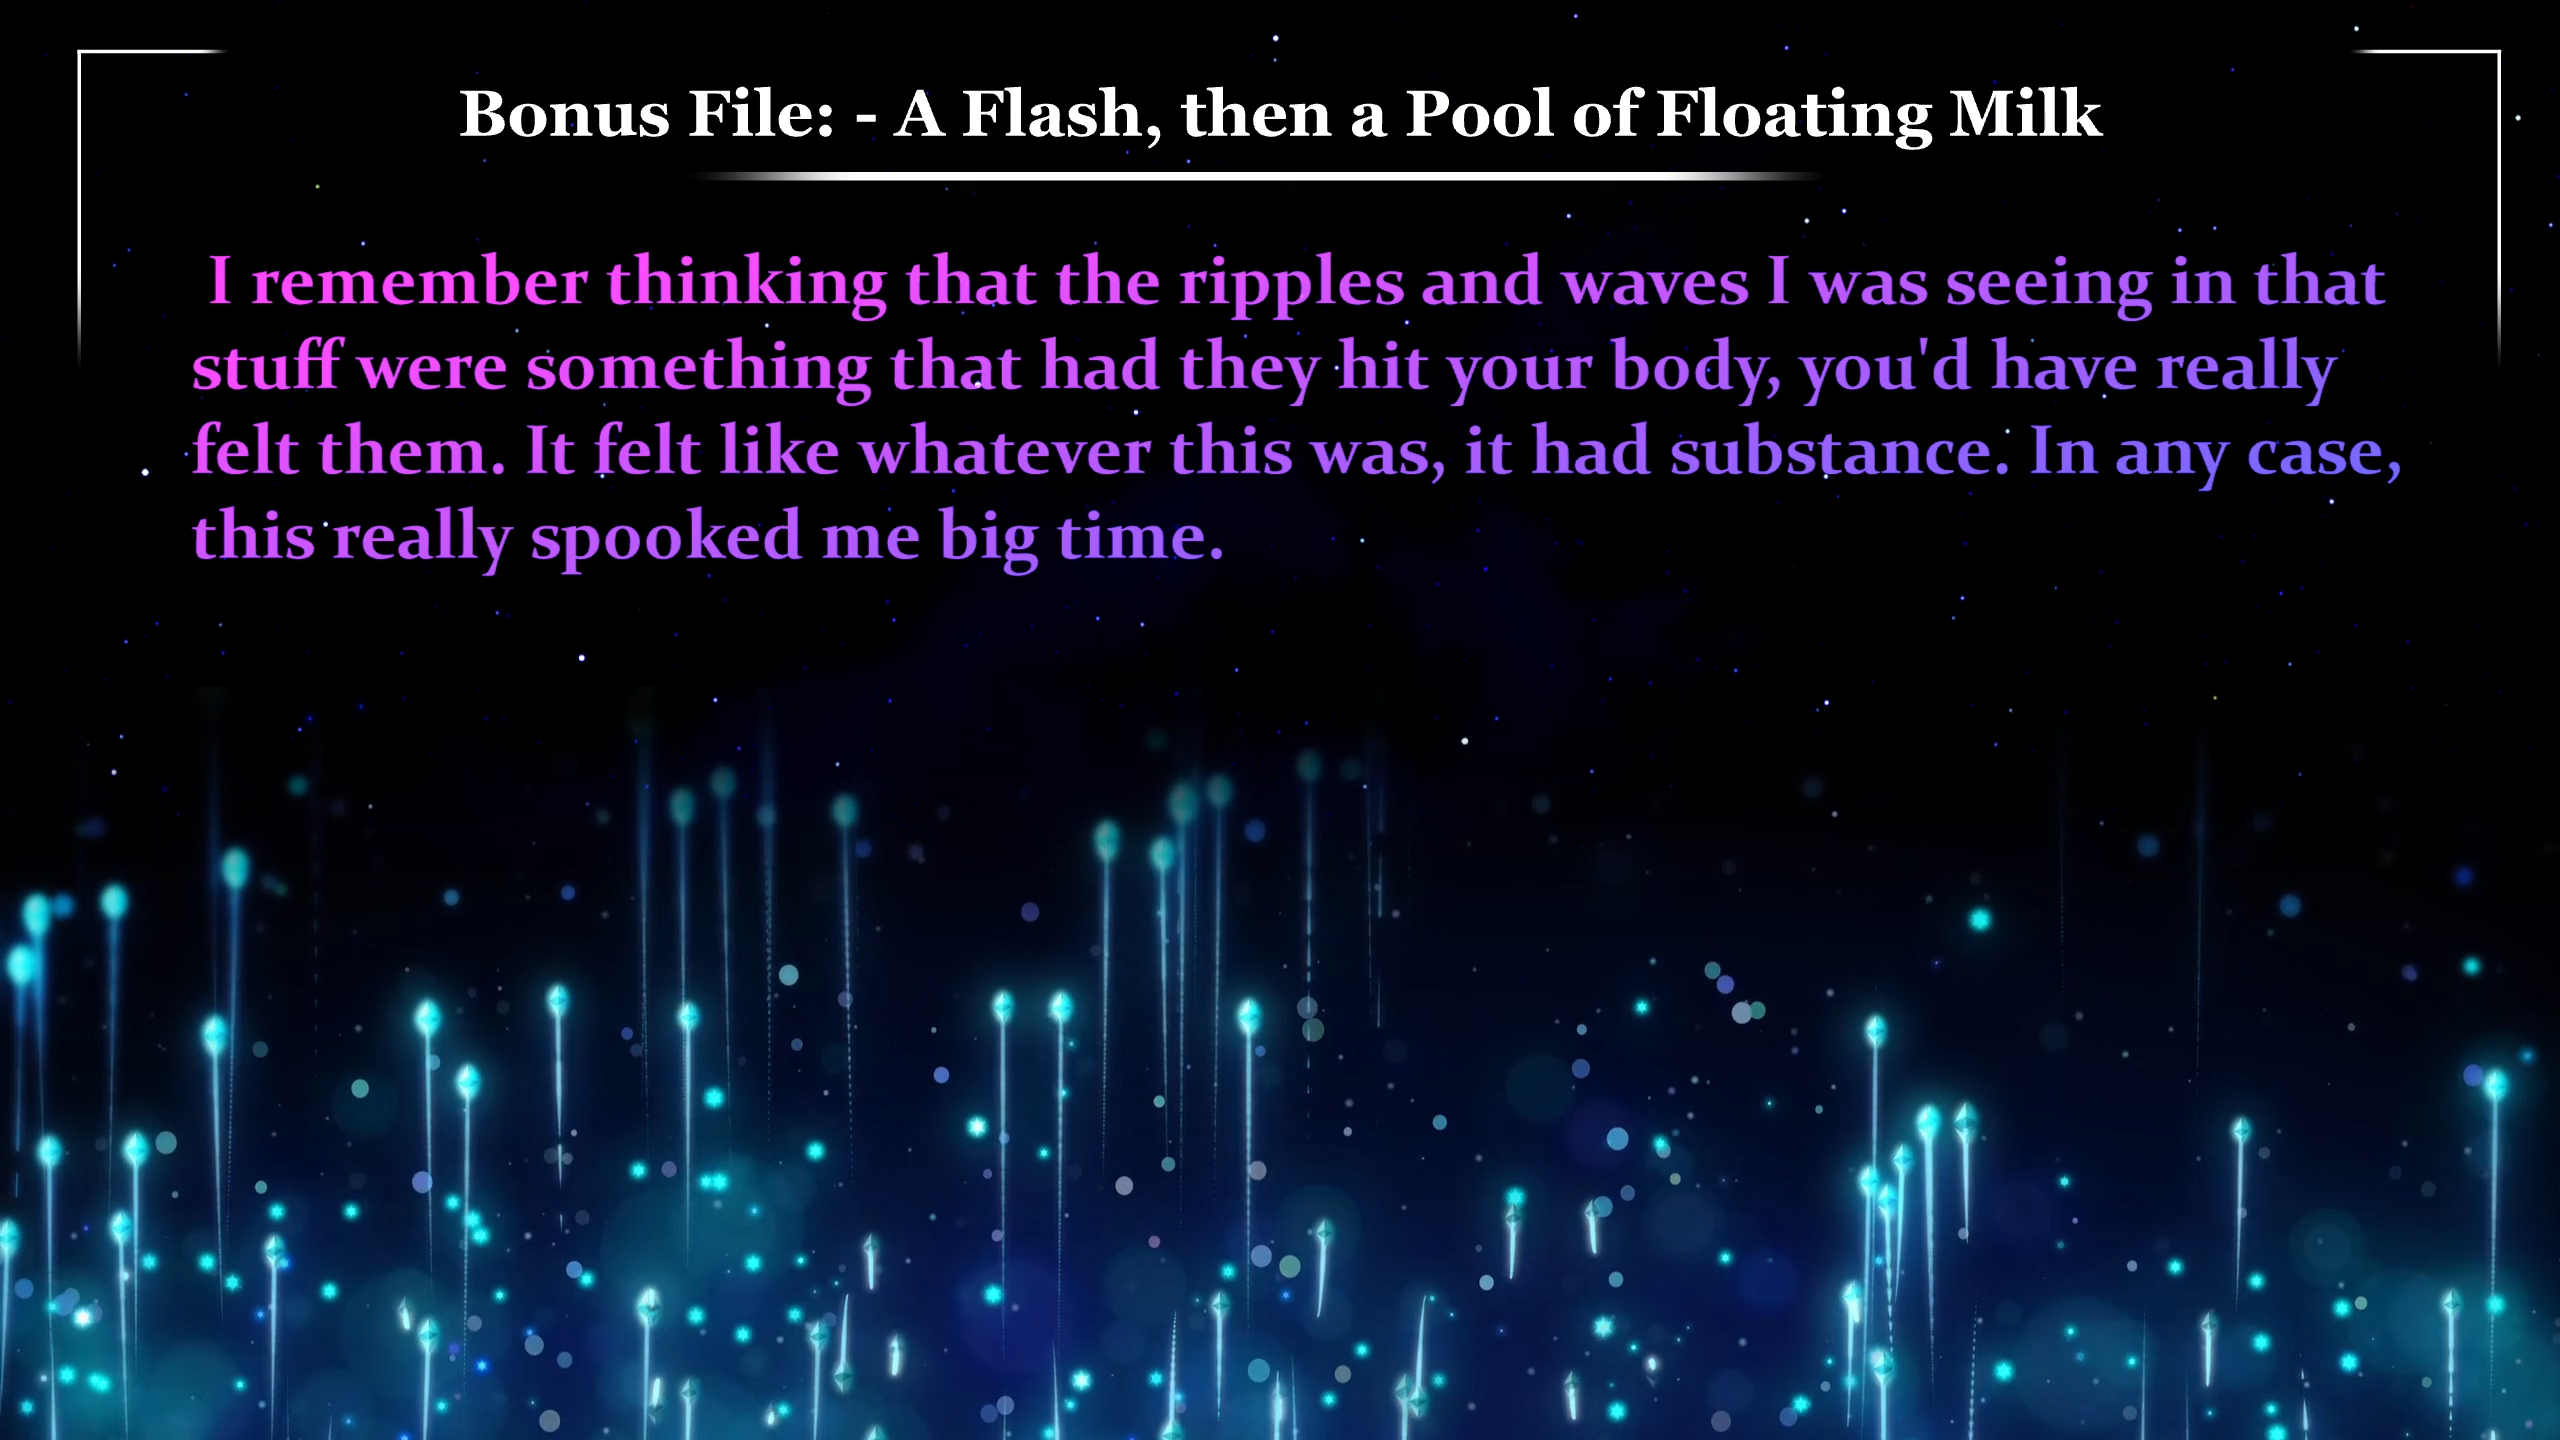 Bonus File: - A Flash, then a Pool of Floating Milk
I remember thinking that the ripples and waves I was seeing in that
stuff were something that had they hit your body, you'd have really
felt them. It felt like whatever this was, it had substance. In any case,
this really spooked me big time.